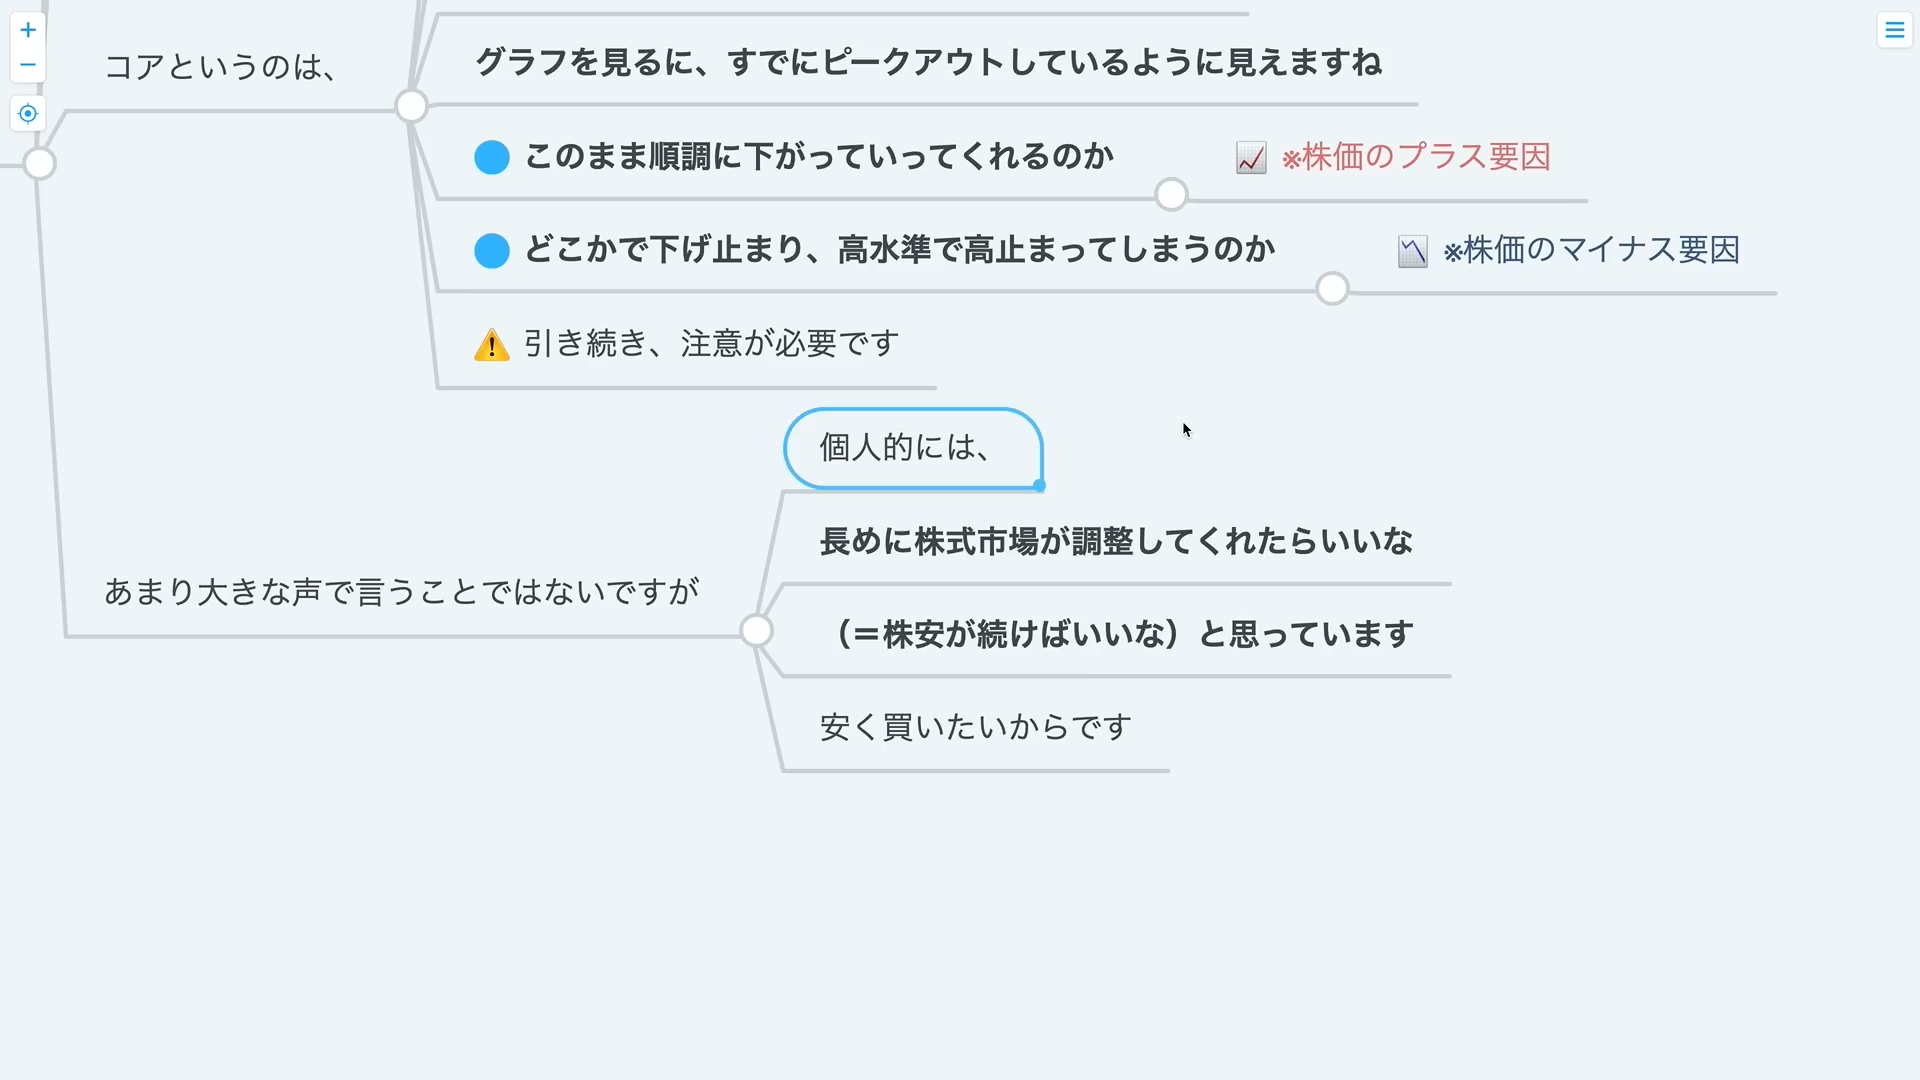 コアというのは、
グラフを見るに、すでにピークアウトしているように見えますね
このまま順調に下がっていってくれるのか
※株価のプラス要因
どこかで下げ止まり、高水準で高止まってしまうのか
※株価のマイナス要因
引き続き、注意が必要です
あまり大きな声で言うことではないですが
個人的には、
長めに株式市場が調整してくれたらいいな
（＝株安が続けばいいな）と思っています
安く買いたいからです